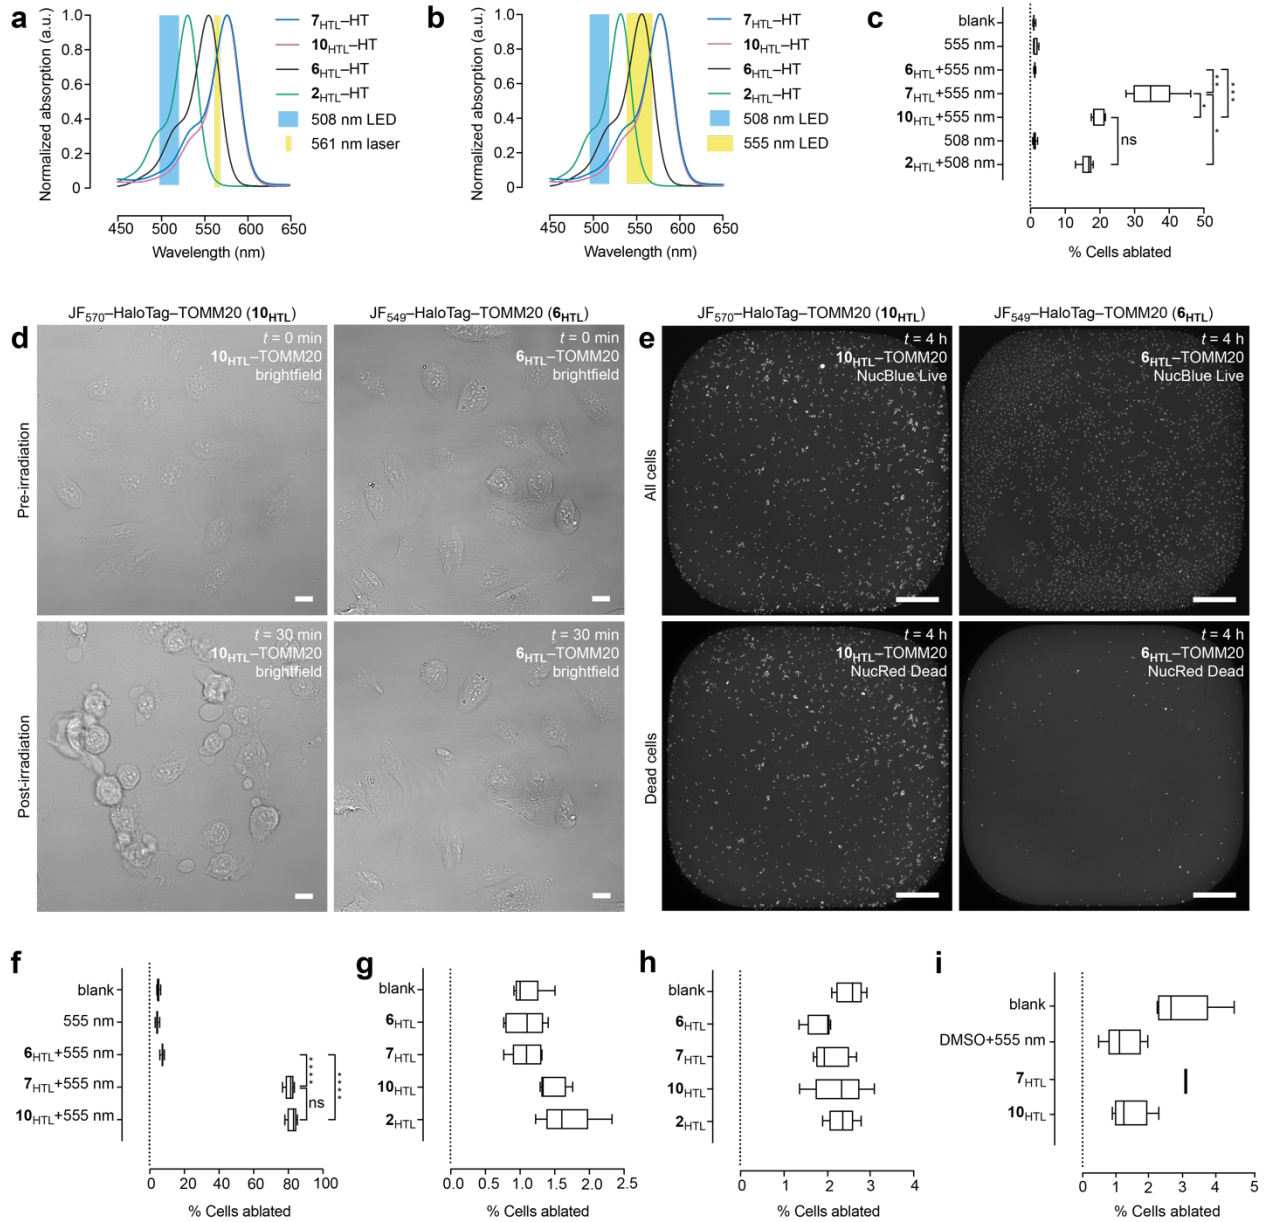 a
Normalized absorption (a.u.)
1.0
0.8
0.6
0.4
0.2
0
450 500 550 600 650
Wavelength (nm)
7HTL–HT
10HTL–HT
6HTL–HT
2HTL–HT
508 nm LED
561 nm laser
b
Normalized absorption (a.u.)
1.0
0.8
0.6
0.4
0.2
0
450 500 550 600 650
Wavelength (nm)
7HTL–HT
10HTL–HT
6HTL–HT
2HTL–HT
508 nm LED
555 nm LED
c
blank
555 nm
6HTL+555 nm
7HTL+555 nm
10HTL+555 nm
508 nm
2HTL+508 nm
ns
**
***
*
*
0 10 20 30 40 50
% Cells ablated
d
JF570–HaloTag–TOMM20 (10HTL)
JF549–HaloTag–TOMM20 (6HTL)
Pre-irradiation
t = 0 min
10HTL–TOMM20
brightfield
t = 0 min
6HTL–TOMM20
brightfield
Post-irradiation
t = 30 min
10HTL–TOMM20
brightfield
t = 30 min
6HTL–TOMM20
brightfield
e
JF570–HaloTag–TOMM20 (10HTL)
JF549–HaloTag–TOMM20 (6HTL)
All cells
t = 4 h
10HTL–TOMM20
NucBlue Live
t = 4 h
6HTL–TOMM20
NucBlue Live
Dead cells
t = 4 h
10HTL–TOMM20
NucRed Dead
t = 4 h
6HTL–TOMM20
NucRed Dead
f
blank
555 nm
6HTL+555 nm
7HTL+555 nm
10HTL+555 nm
****
ns
****
0 20 40 60 80 100
% Cells ablated
g
blank
6HTL
7HTL
10HTL
2HTL
0.0 0.5 1.0 1.5 2.0 2.5
% Cells ablated
h
blank
6HTL
7HTL
10HTL
2HTL
0 1 2 3 4
% Cells ablated
i
blank
DMSO+555 nm
7HTL
10HTL
0 1 2 3 4 5
% Cells ablated